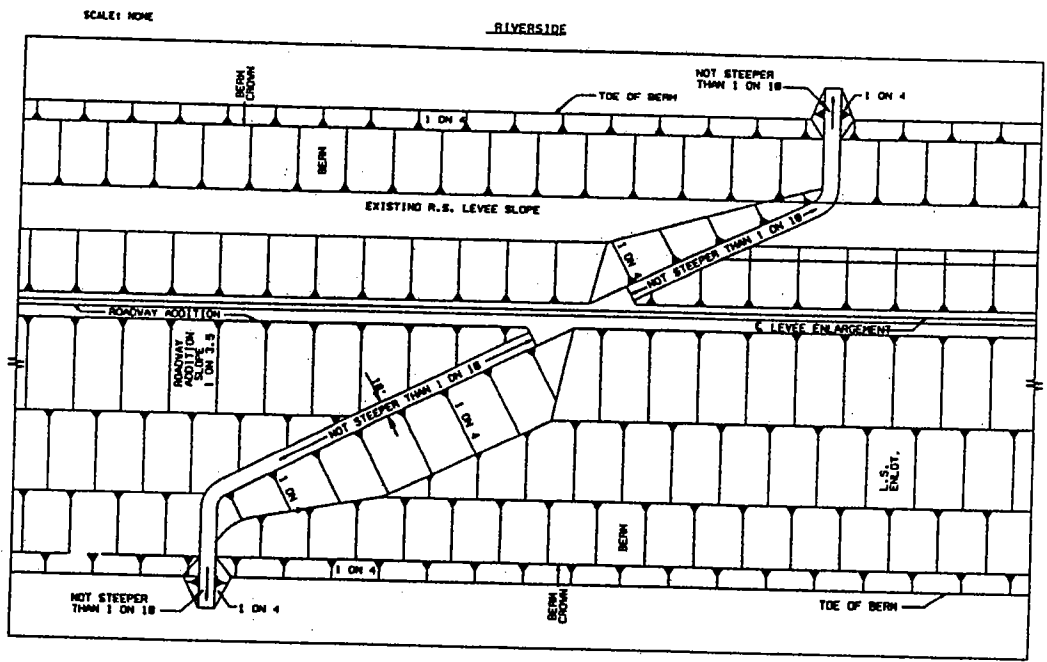 SCALE: NONE
RIVERSIDE
NOT STEEPER
THAN 1 ON 10
1 ON 4
BERM
CROWN
TOE OF BERM
1 ON 4
BERM
EXISTING R.S. LEVEE SLOPE
1 ON 4
NOT STEEPER THAN 1 ON 10
ROADWAY ADDITION
℄ LEVEE ENLARGEMENT
ROADWAY
ADDITION
SLOPE
1 ON 3.5
NOT STEEPER THAN 1 ON 10
1 ON 4
L.S.
ENLGT.
1 ON
BERM
1 ON 4
NOT STEEPER
THAN 1 ON 10
1 ON 4
BERM
CROWN
TOE OF BERM